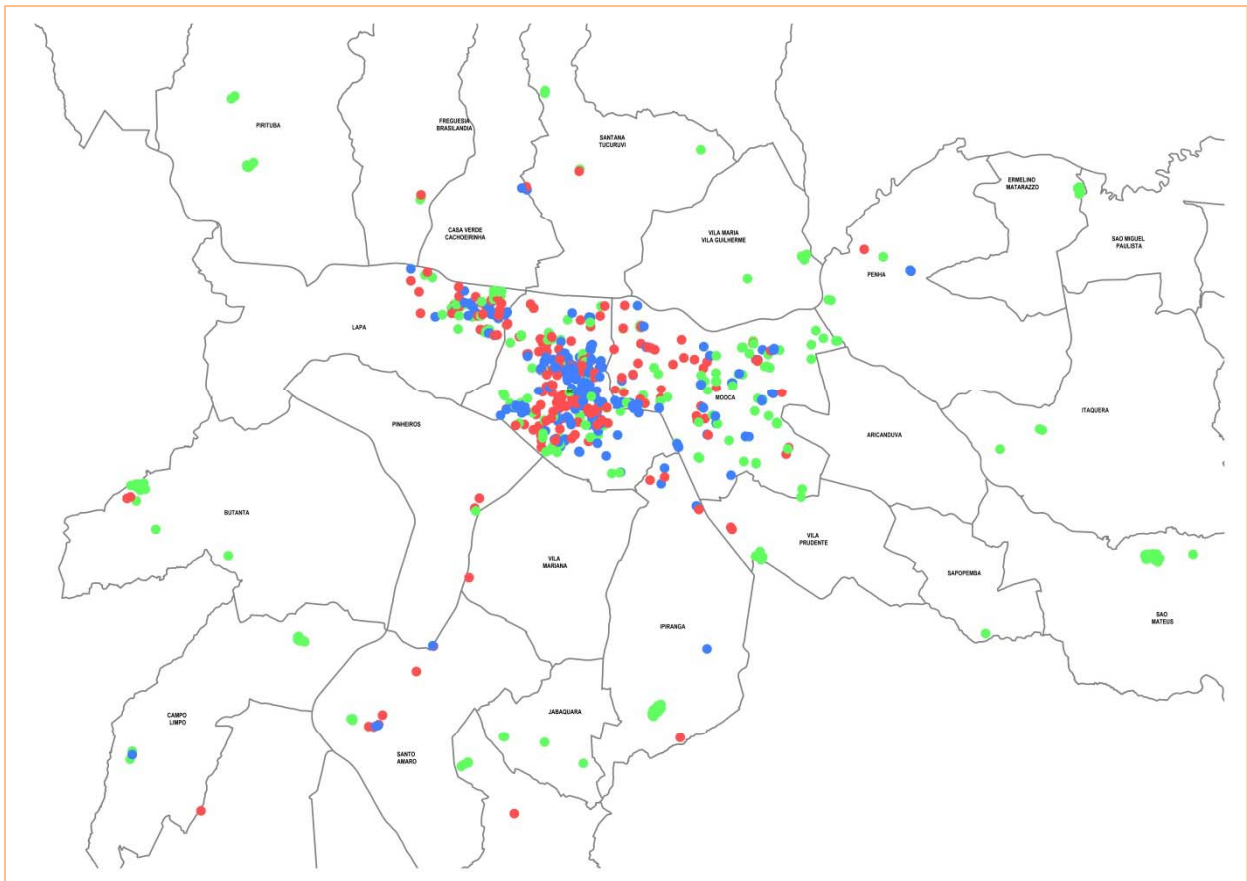 PIRITUBA
FREGUESIA
BRASILANDIA
SANTANA
TUCURUVI
CASA VERDE
CACHOEIRINHA
VILA MARIA
VILA GUILHERME
ERMELINO
MATARAZZO
SAO MIGUEL
PAULISTA
PENHA
LAPA
MOOCA
ITAQUERA
PINHEIROS
ARICANDUVA
BUTANTA
VILA
PRUDENTE
VILA
MARIANA
SAPOPEMBA
SAO
MATEUS
IPIRANGA
CAMPO
LIMPO
JABAQUARA
SANTO
AMARO